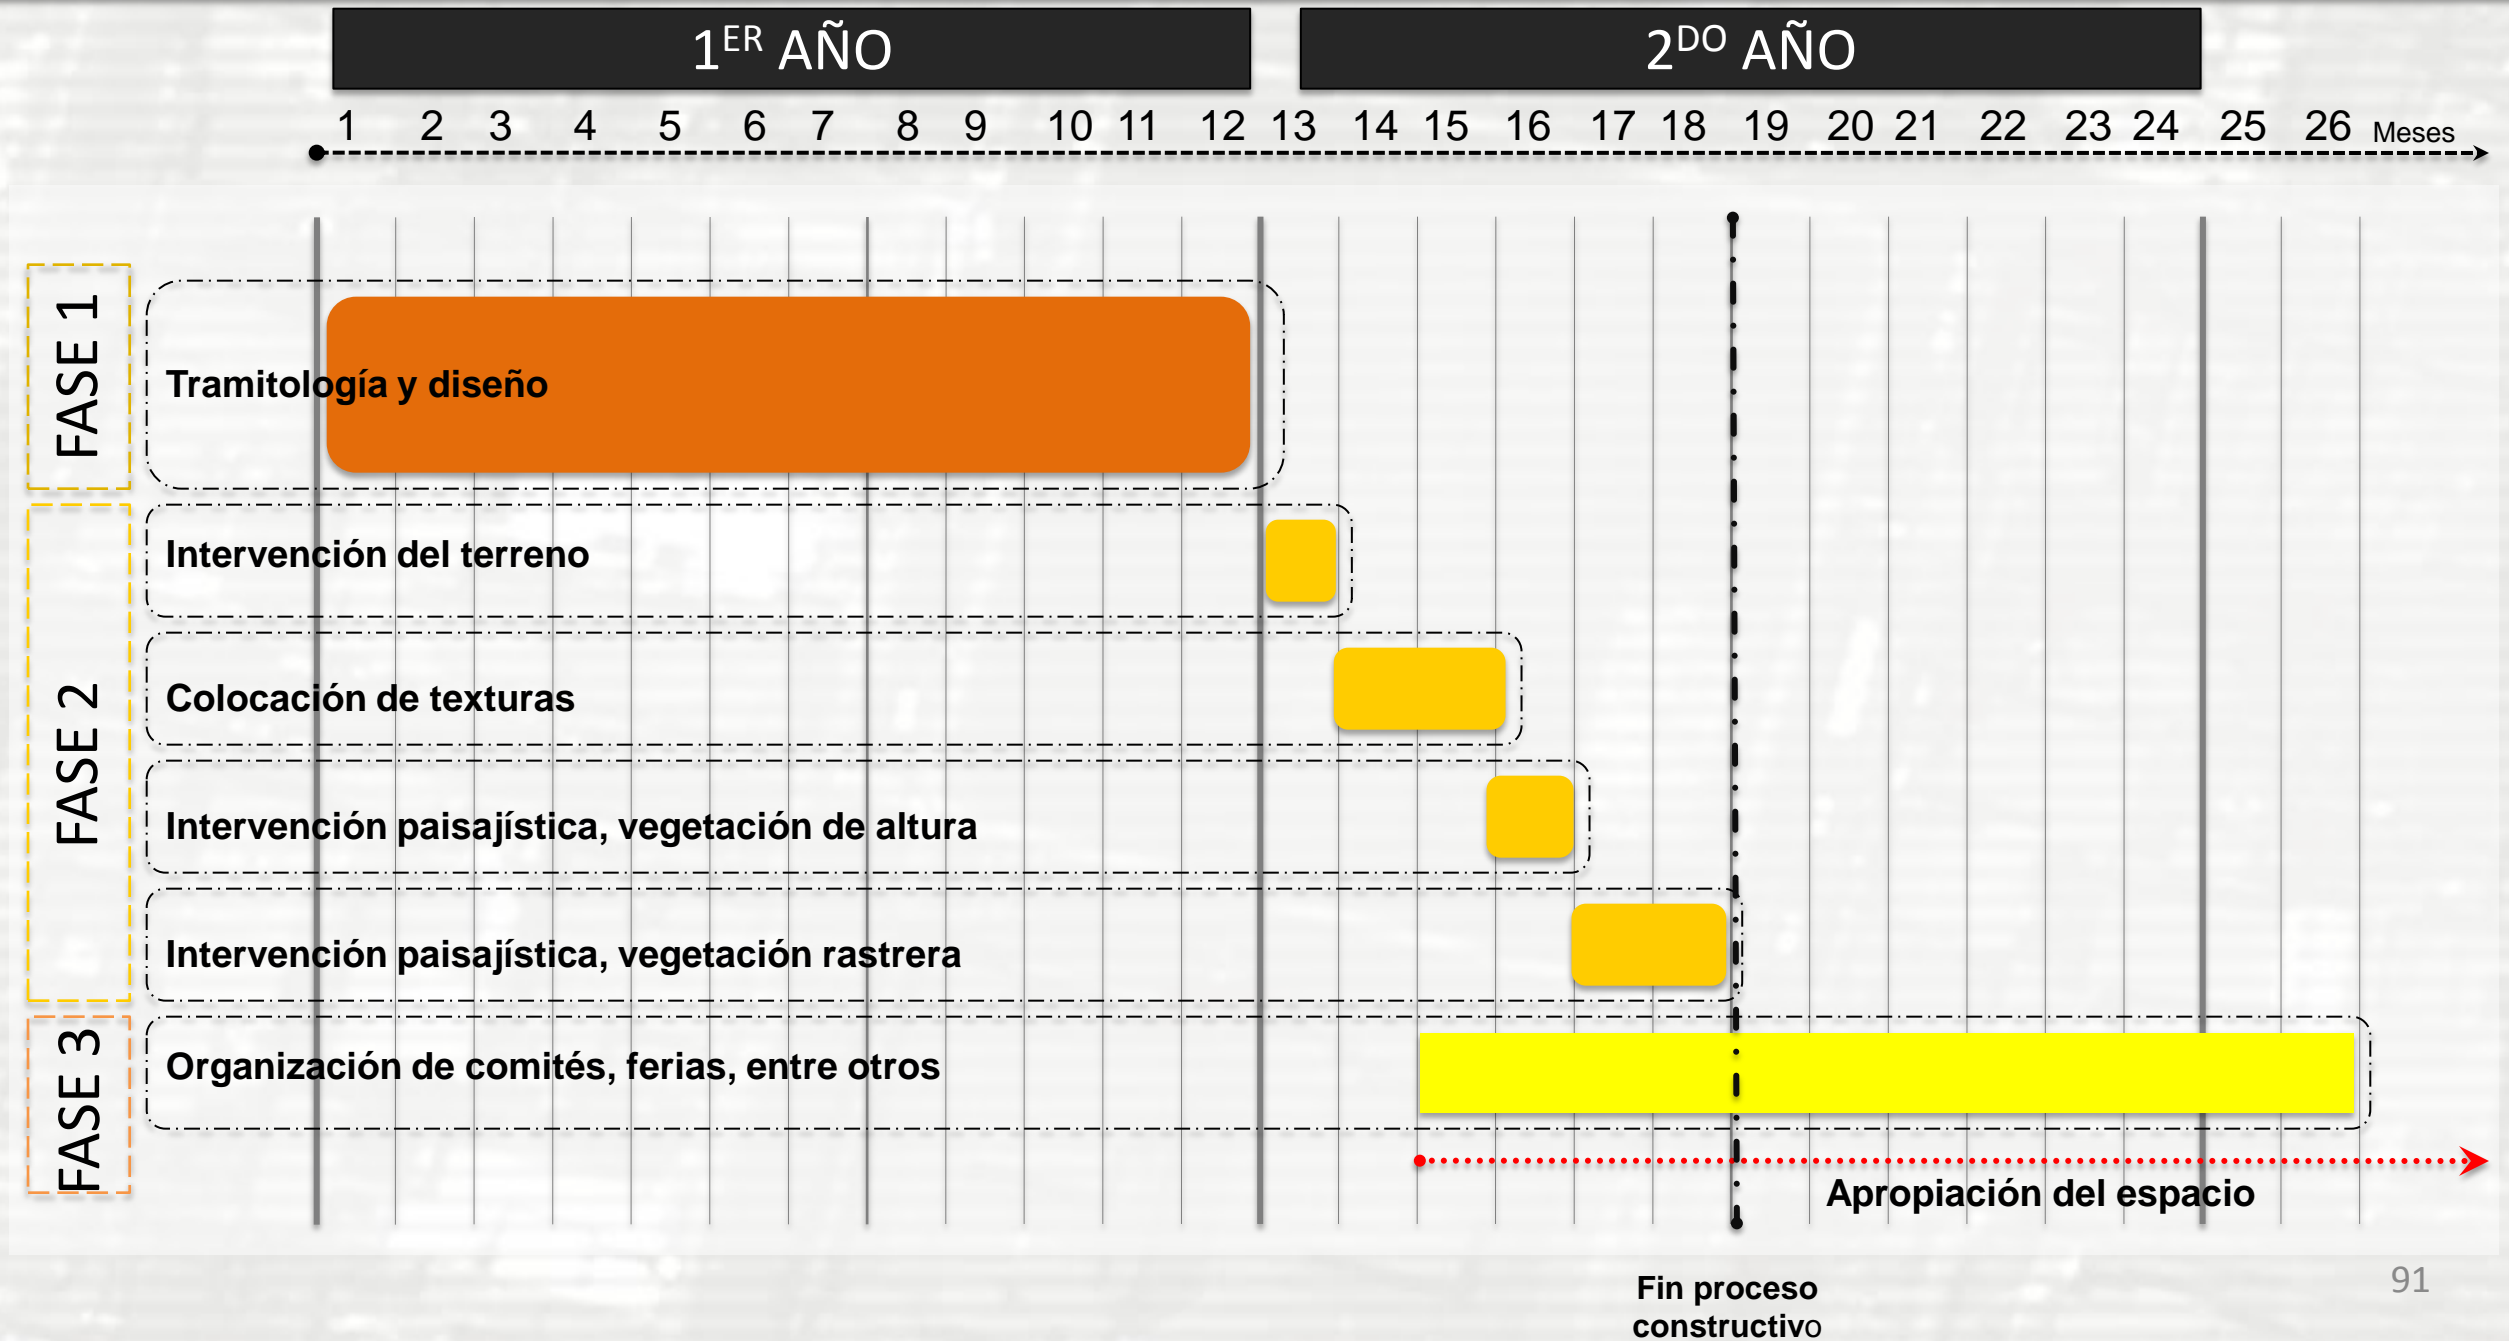 1ER AÑO 2DO AÑO
1 2 3 4 5 6 7 8 9 10 11 12 13 14 15 16 17 18 19 20 21 22 23 24 25 26 Meses
FASE 1
Tramitología y diseño
FASE 2
Intervención del terreno
Colocación de texturas
Intervención paisajística, vegetación de altura
Intervención paisajística, vegetación rastrera
FASE 3
Organización de comités, ferias, entre otros
Apropiación del espacio
Fin proceso
constructivo
91